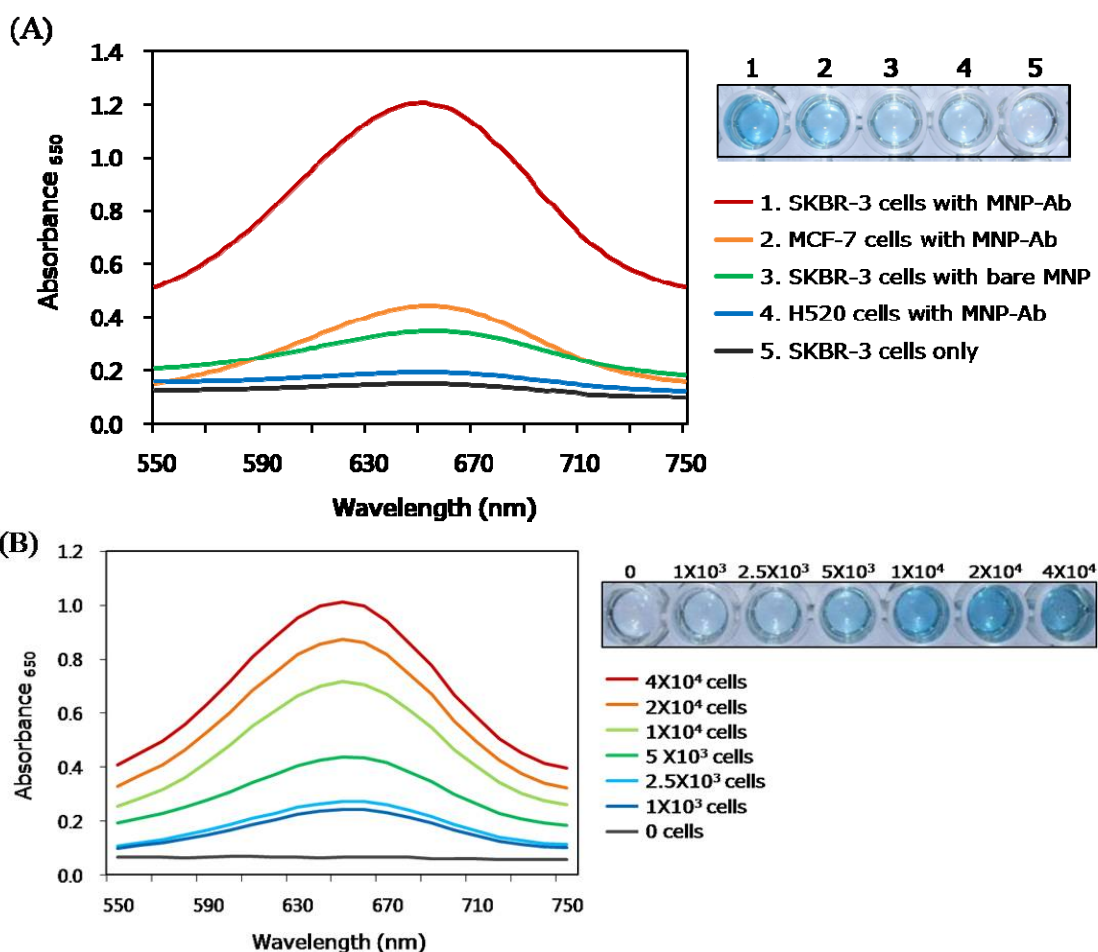 (A)
1.4
1.2
1.0
0.8
0.6
0.4
0.2
0.0
Absorbance 650
550 590 630 670 710 750
Wavelength (nm)
1 2 3 4 5
1. SKBR-3 cells with MNP-Ab
2. MCF-7 cells with MNP-Ab
3. SKBR-3 cells with bare MNP
4. H520 cells with MNP-Ab
5. SKBR-3 cells only
(B)
1.2
1.0
0.8
0.6
0.4
0.2
0.0
Absorbance 650
550 590 630 670 710 750
Wavelength (nm)
0 1X10³ 2.5X10³ 5X10³ 1X10⁴ 2X10⁴ 4X10⁴
4X10⁴ cells
2X10⁴ cells
1X10⁴ cells
5 X10³ cells
2.5X10³ cells
1X10³ cells
0 cells